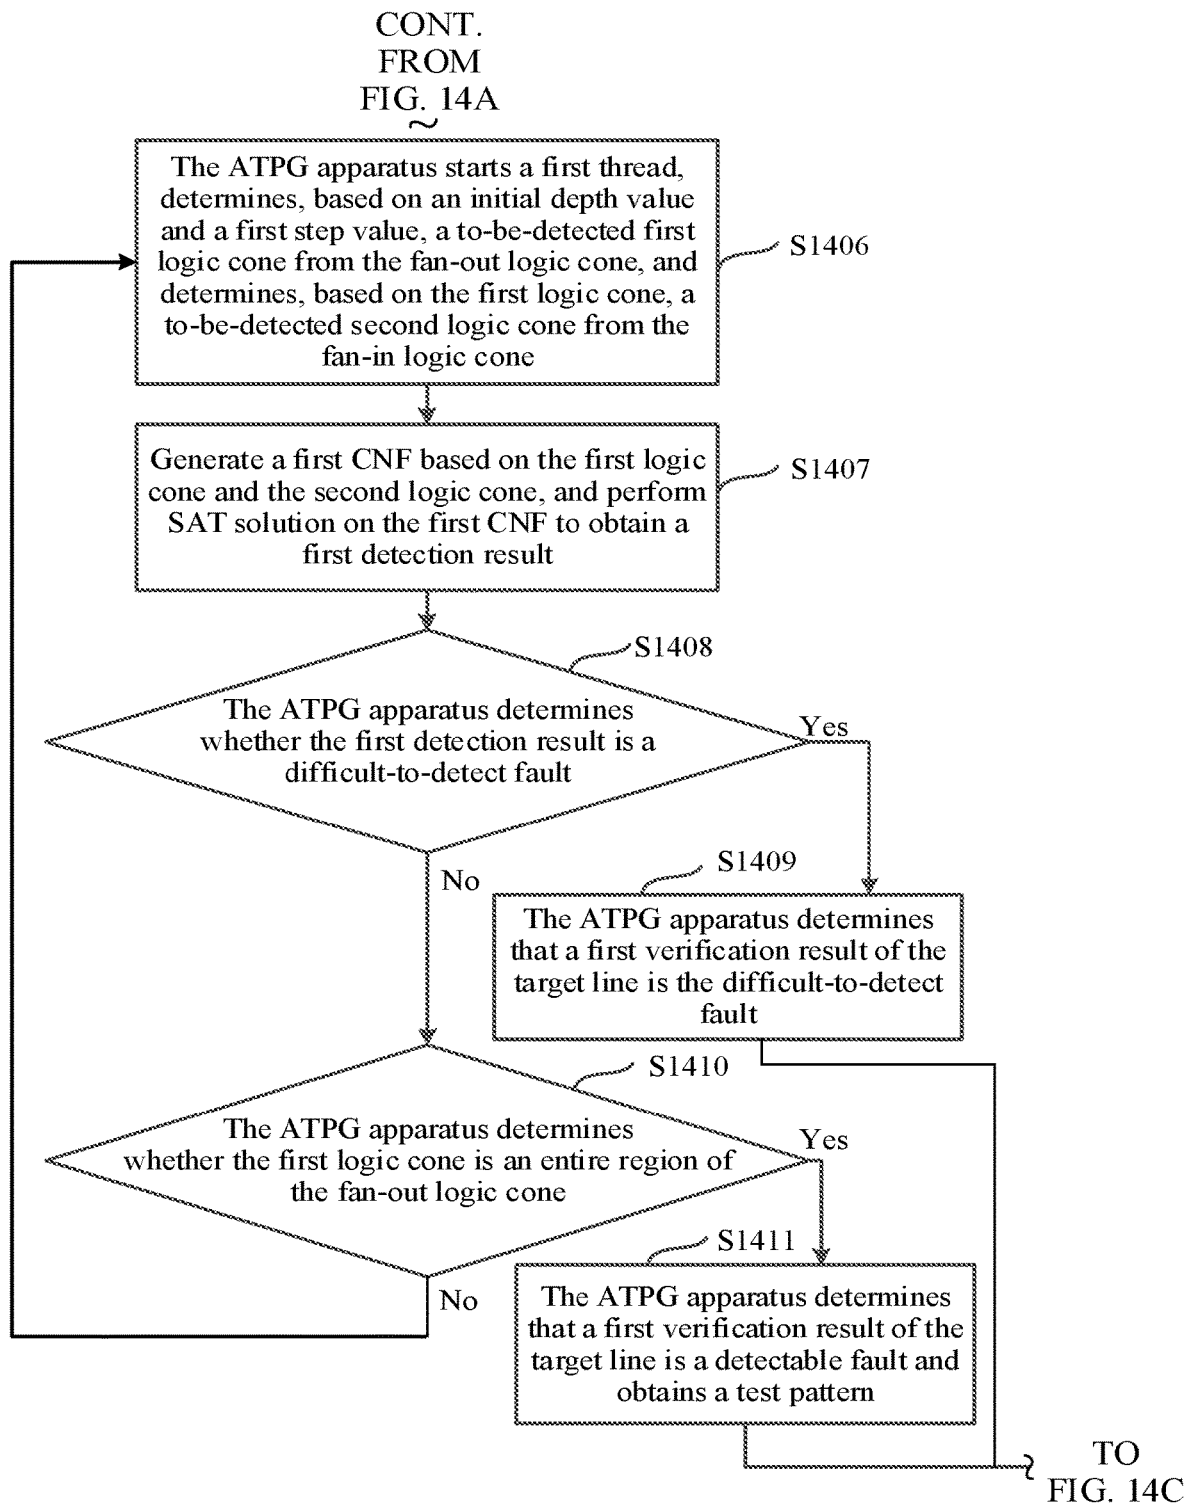 CONT.
FROM
FIG. 14A
The ATPG apparatus starts a first thread,
determines, based on an initial depth value
and a first step value, a to-be-detected first
logic cone from the fan-out logic cone, and
determines, based on the first logic cone, a
to-be-detected second logic cone from the
fan-in logic cone
S1406
Generate a first CNF based on the first logic
cone and the second logic cone, and perform
SAT solution on the first CNF to obtain a
first detection result
S1407
S1408
The ATPG apparatus determines
whether the first detection result is a
difficult-to-detect fault
Yes
No
S1409
The ATPG apparatus determines
that a first verification result of the
target line is the difficult-to-detect
fault
S1410
The ATPG apparatus determines
whether the first logic cone is an entire region of
the fan-out logic cone
Yes
No
S1411
The ATPG apparatus determines
that a first verification result of the
target line is a detectable fault and
obtains a test pattern
TO
FIG. 14C